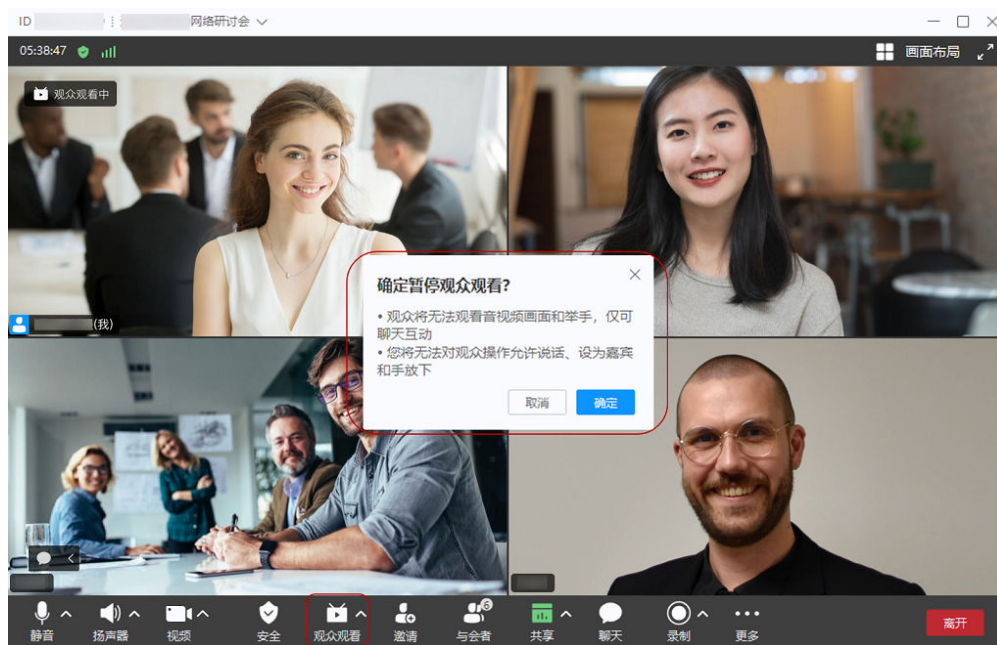 ID
网络研讨会
05:38:47
画面布局
观众观看中
确定暂停观众观看?
• 观众将无法观看音视频画面和举手，仅可
聊天互动
• 您将无法对观众操作允许说话、设为嘉宾
和手放下
取消
确定
(我)
6
静音
扬声器
视频
安全
观众观看
邀请
与会者
共享
聊天
录制
更多
离开